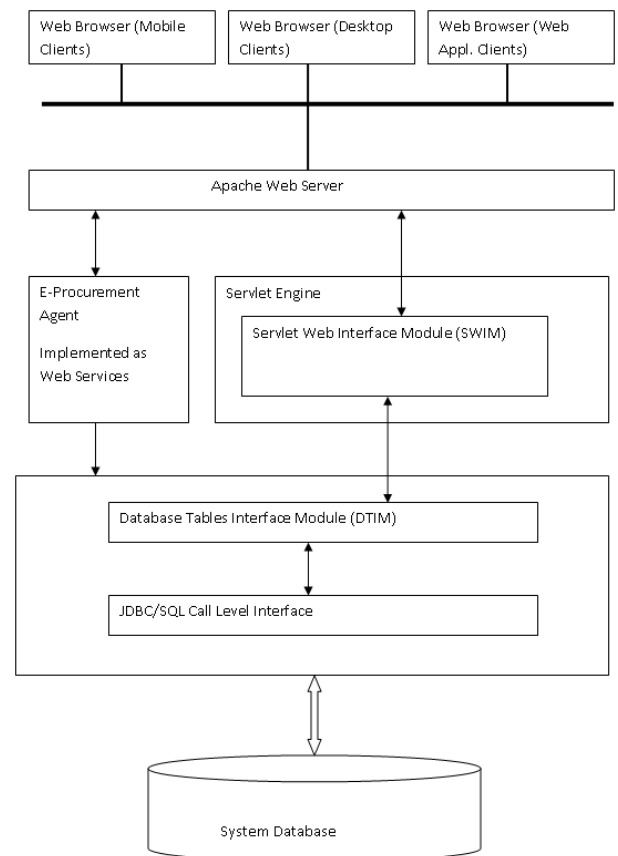 Web Browser (Mobile
Clients)
Web Browser (Desktop
Clients)
Web Browser (Web
Appl. Clients)
Apache Web Server
E-Procurement
Agent
Implemented as
Web Services
Servlet Engine
Servlet Web Interface Module (SWIM)
Database Tables Interface Module (DTIM)
JDBC/SQL Call Level Interface
System Database